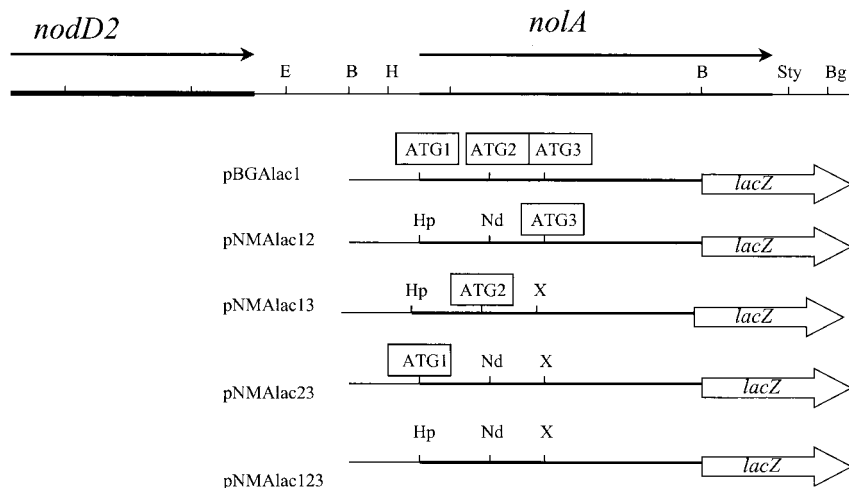 nodD2 nolA
E B H B Sty Bg
ATG1 ATG2 ATG3
pBGAlac1 lacZ
Hp Nd ATG3
pNMAlac12 lacZ
Hp ATG2 X
pNMAlac13 lacZ
ATG1 Nd X
pNMAlac23 lacZ
Hp Nd X
pNMAlac123 lacZ